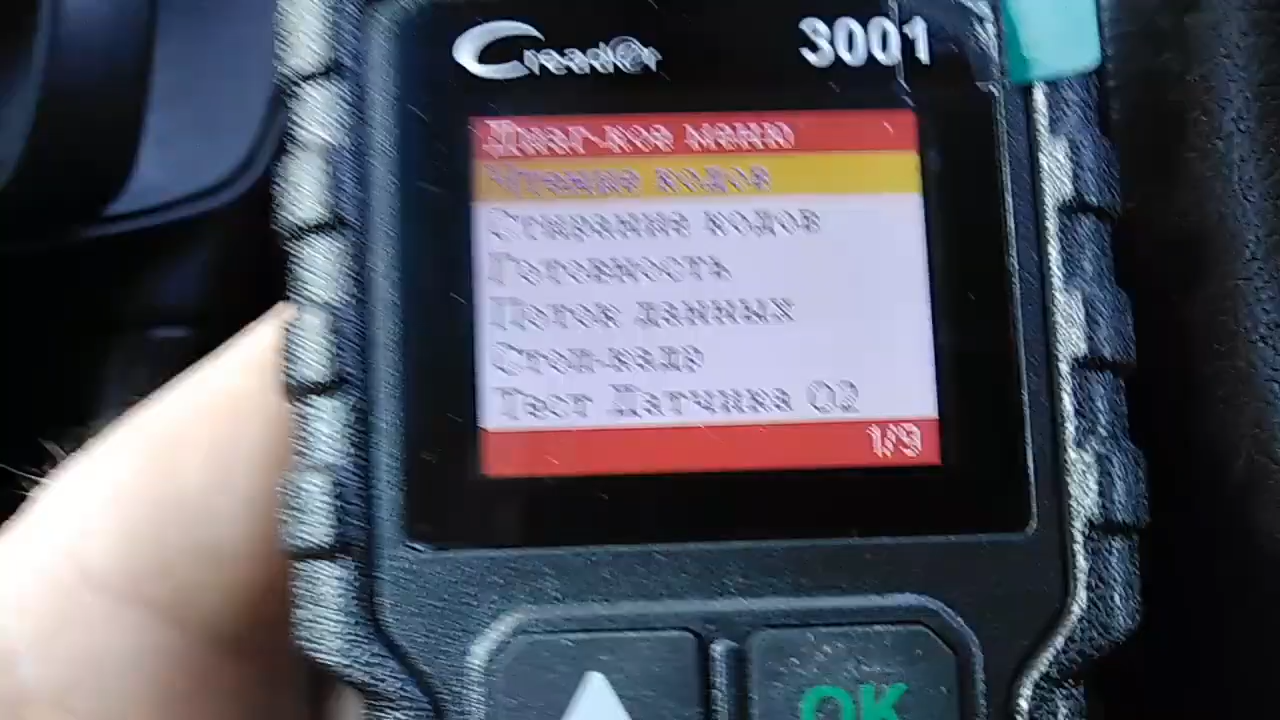 Creader 3001
Диаг-кое меню
Чтение кодов
Стирание кодов
Готовность
Поток данных
Стоп-кадр
Тест Датчика O2
1/9
OK